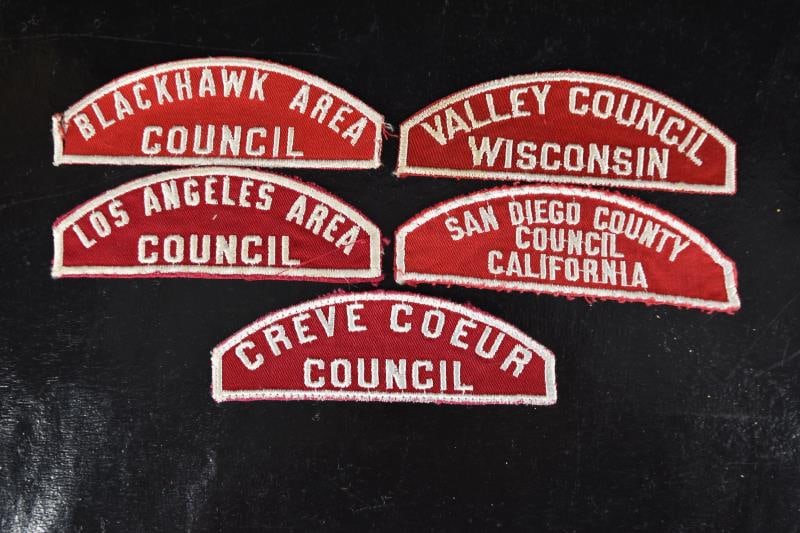 BLACKHAWK AREA
COUNCIL
VALLEY COUNCIL
WISCONSIN
LOS ANGELES AREA
COUNCIL
SAN DIEGO COUNTY
COUNCIL
CALIFORNIA
CREVE COEUR
COUNCIL